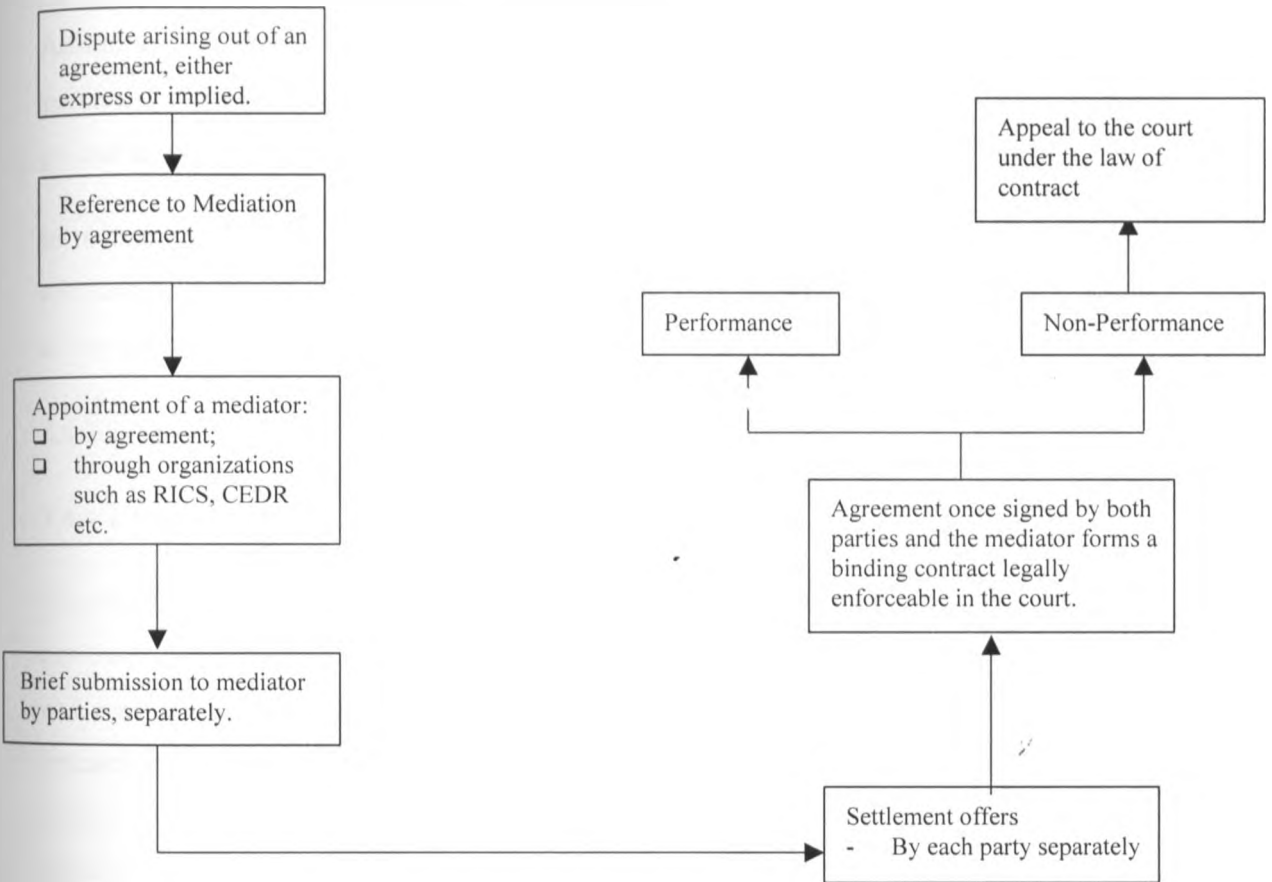 Dispute arising out of an
agreement, either
express or implied.
Reference to Mediation
by agreement
Appointment of a mediator:
❑ by agreement;
❑ through organizations
such as RICS, CEDR
etc.
Brief submission to mediator
by parties, separately.
Settlement offers
- By each party separately
Agreement once signed by both
parties and the mediator forms a
binding contract legally
enforceable in the court.
Performance
Non-Performance
Appeal to the court
under the law of
contract